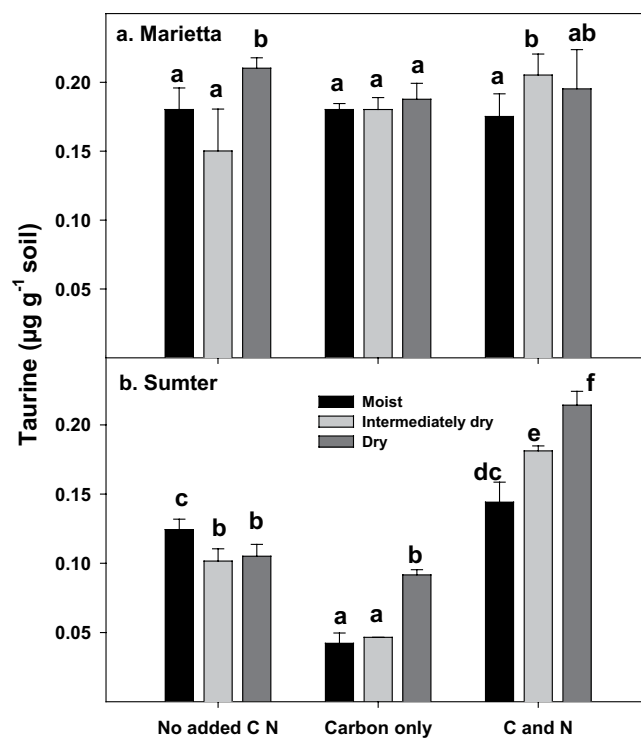 a. Marietta
b
a
a
a
a
a
a
b
ab
0.20
0.15
0.10
0.05
Taurine (µg g⁻¹ soil)
b. Sumter
Moist
Intermediately dry
Dry
c
b
b
a
a
b
dc
e
f
0.20
0.15
0.10
0.05
No added C N
Carbon only
C and N